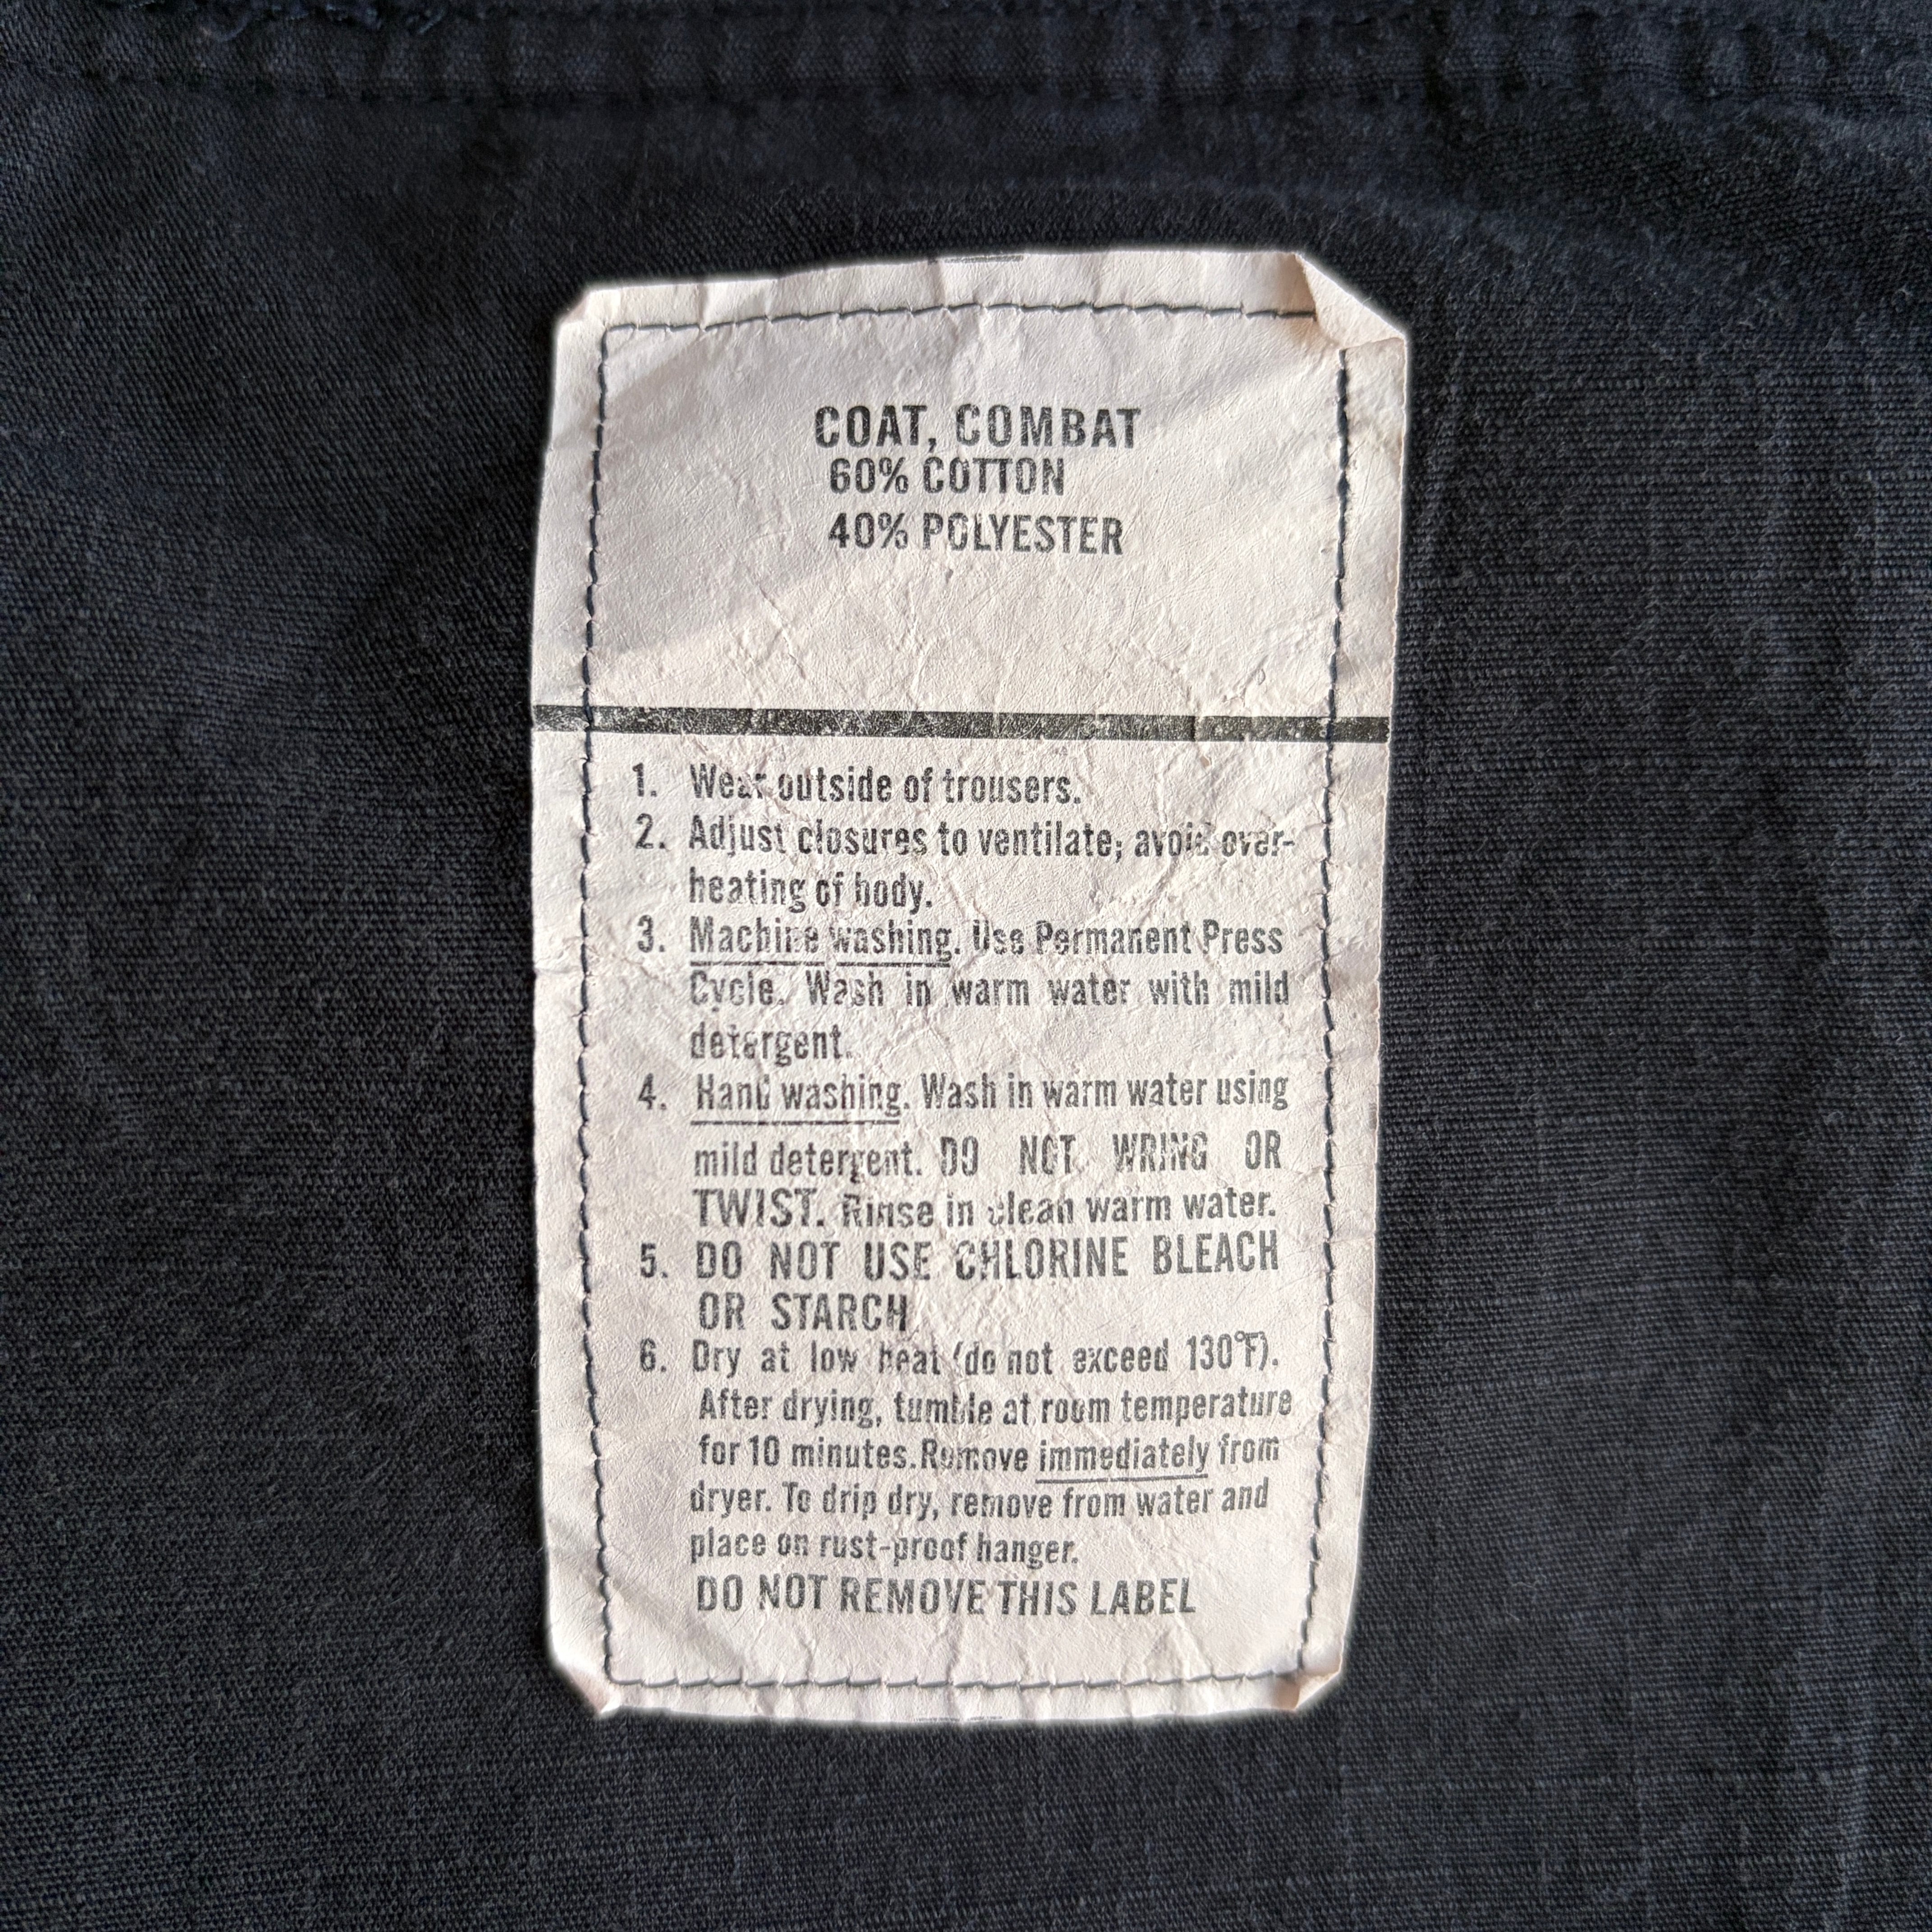 COAT, COMBAT
60% COTTON
40% POLYESTER
1. Wear outside of trousers.
2. Adjust closures to ventilate; avoid over-
heating of body.
3. Machine washing. Use Permanent Press
Cycle. Wash in warm water with mild
detergent.
4. Hand washing. Wash in warm water using
mild detergent. DO NOT WRING OR
TWIST. Rinse in clean warm water.
5. DO NOT USE CHLORINE BLEACH
OR STARCH
6. Dry at low heat (do not exceed 130°F).
After drying, tumble at room temperature
for 10 minutes. Remove immediately from
dryer. To drip dry, remove from water and
place on rust-proof hanger.
DO NOT REMOVE THIS LABEL